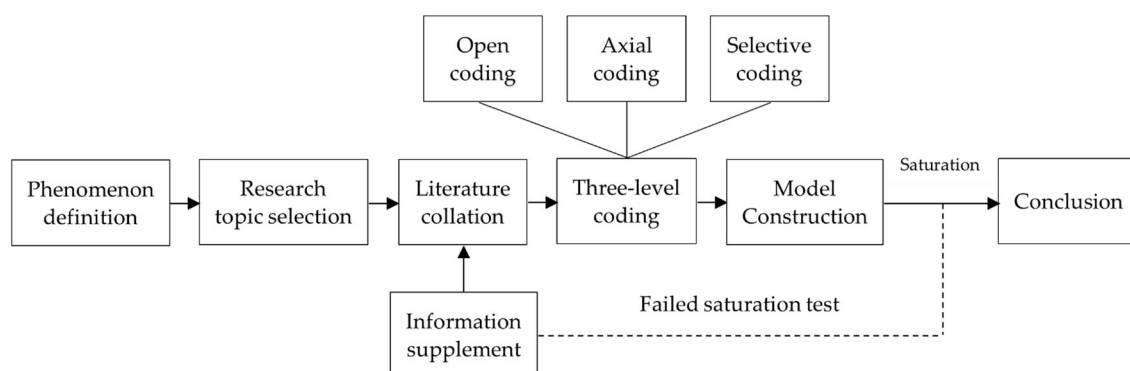 Open
coding
Axial
coding
Selective
coding
Phenomenon
definition
Research
topic selection
Literature
collation
Three-level
coding
Model
Construction
Saturation
Conclusion
Information
supplement
Failed saturation test